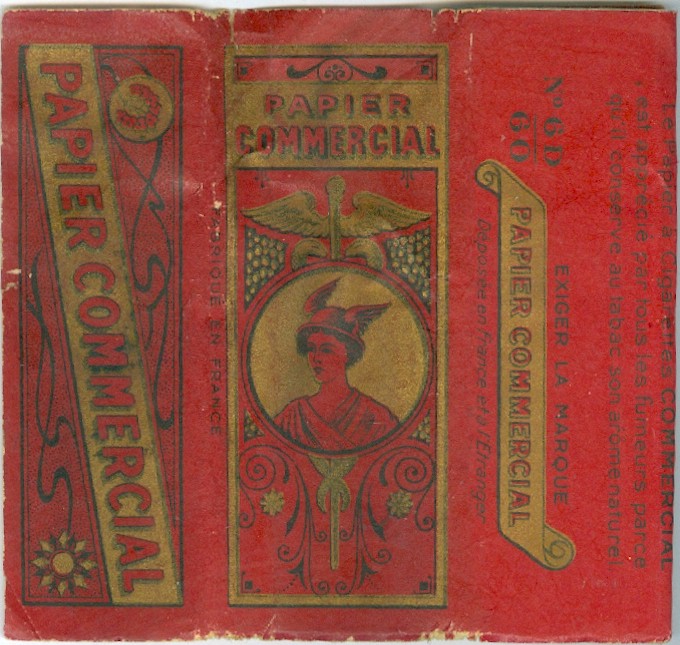 PAPIER COMMERCIAL
FABRIQUÉ EN FRANCE
PAPIER
COMMERCIAL
Nº 6D
60
EXIGER LA MARQUE
PAPIER COMMERCIAL
Déposée en France et à l'Étranger
Le Papier à Cigarettes COMMERCIAL
est apprécié par tous les fumeurs parce
qu'il conserve au tabac son arome naturel